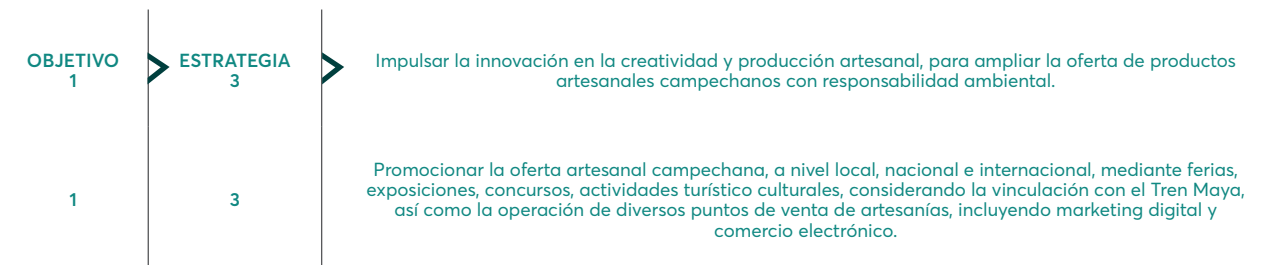 OBJETIVO
1
ESTRATEGIA
3
Impulsar la innovación en la creatividad y producción artesanal, para ampliar la oferta de productos
artesanales campechanos con responsabilidad ambiental.
1
3
Promocionar la oferta artesanal campechana, a nivel local, nacional e internacional, mediante ferias,
exposiciones, concursos, actividades turístico culturales, considerando la vinculación con el Tren Maya,
así como la operación de diversos puntos de venta de artesanías, incluyendo marketing digital y
comercio electrónico.